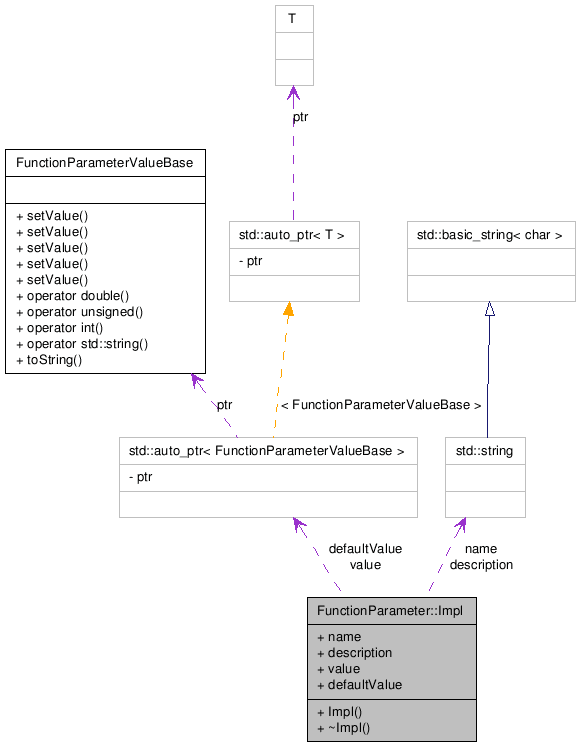 T
ptr
FunctionParameterValueBase
+ setValue()
+ setValue()
+ setValue()
+ setValue()
+ setValue()
+ operator double()
+ operator unsigned()
+ operator int()
+ operator std::string()
+ toString()
std::auto_ptr< T >
- ptr
std::basic_string< char >
ptr
< FunctionParameterValueBase >
std::auto_ptr< FunctionParameterValueBase >
- ptr
std::string
defaultValue
value
name
description
FunctionParameter::Impl
+ name
+ description
+ value
+ defaultValue
+ Impl()
+ ~Impl()